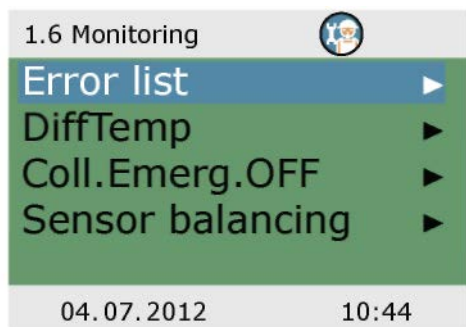 1.6 Monitoring
Error list
DiffTemp
Coll.Emerg.OFF
Sensor balancing
04.07.2012 10:44